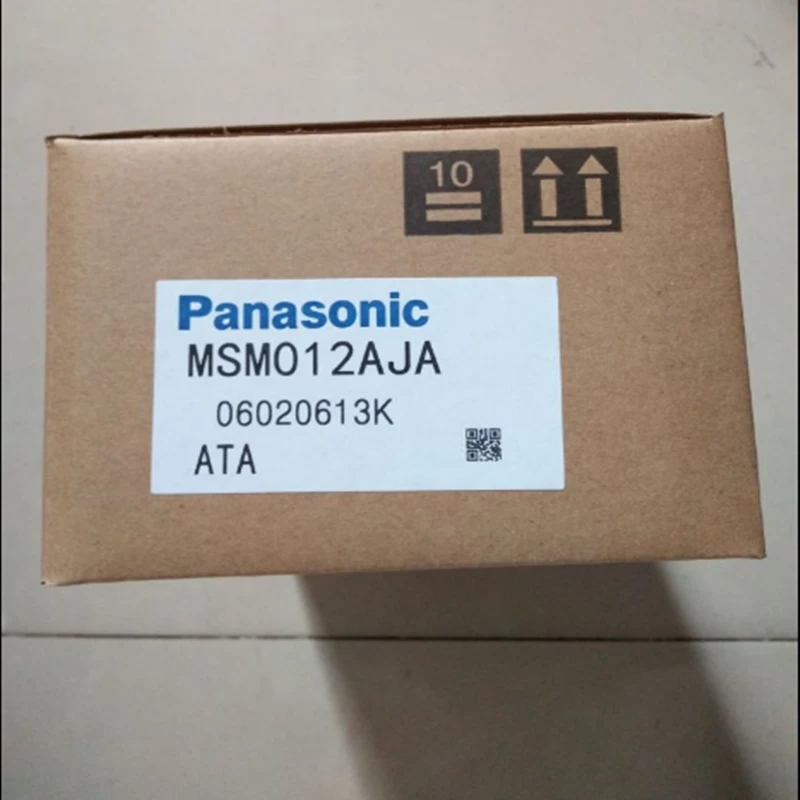 10
Panasonic
MSM012AJA
06020613K
ATA